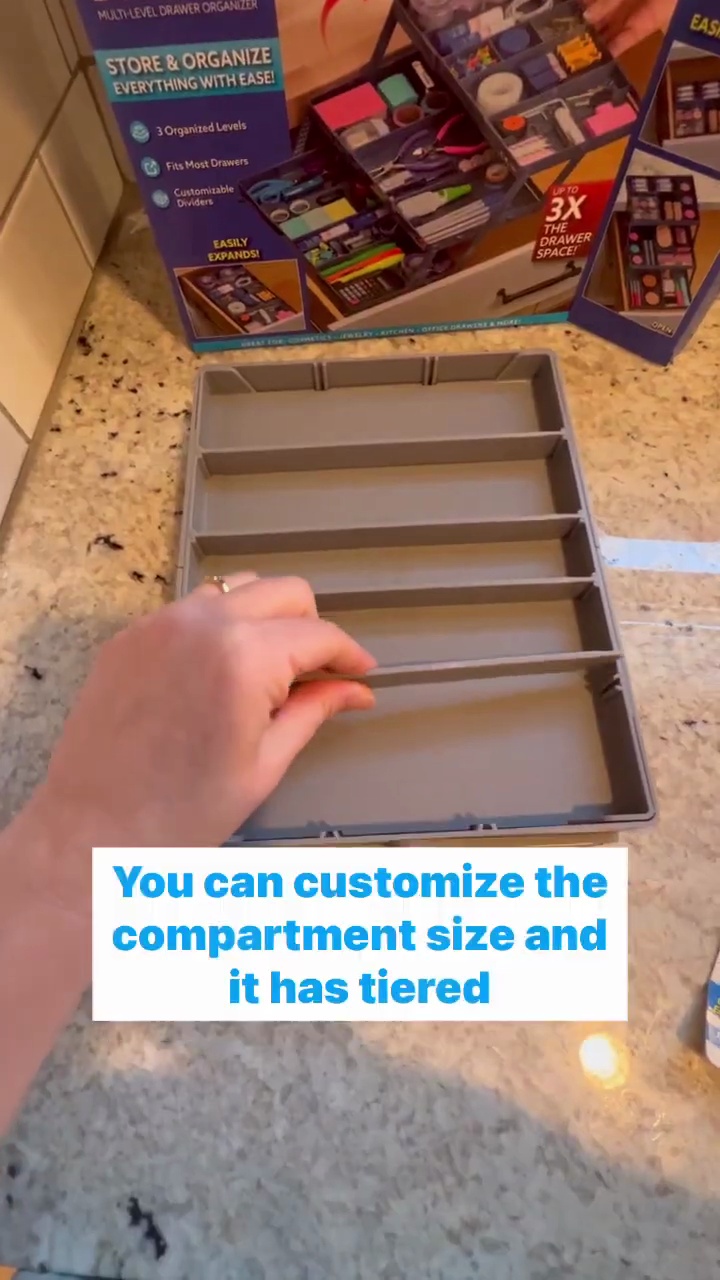 MULTI-LEVEL DRAWER ORGANIZER
STORE & ORGANIZE
EVERYTHING WITH EASE!
3 Organized Levels
Fits Most Drawers
Customizable
Dividers
EASILY
EXPANDS!
UP TO
3X
THE
DRAWER
SPACE!
GREAT FOR: COSMETICS • JEWELRY • KITCHEN • OFFICE DRAWERS & MORE!
OPEN
You can customize the
compartment size and
it has tiered